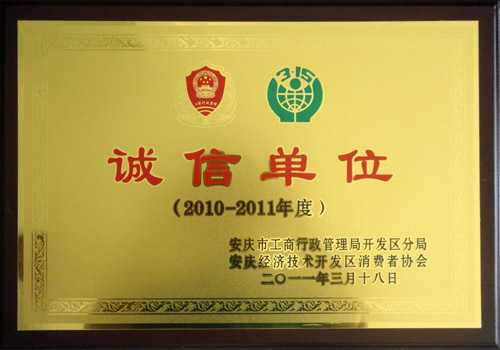 3·15
诚信单位
（2010-2011年度）
安庆市工商行政管理局开发区分局
安庆经济技术开发区消费者协会
二〇一一年三月十八日